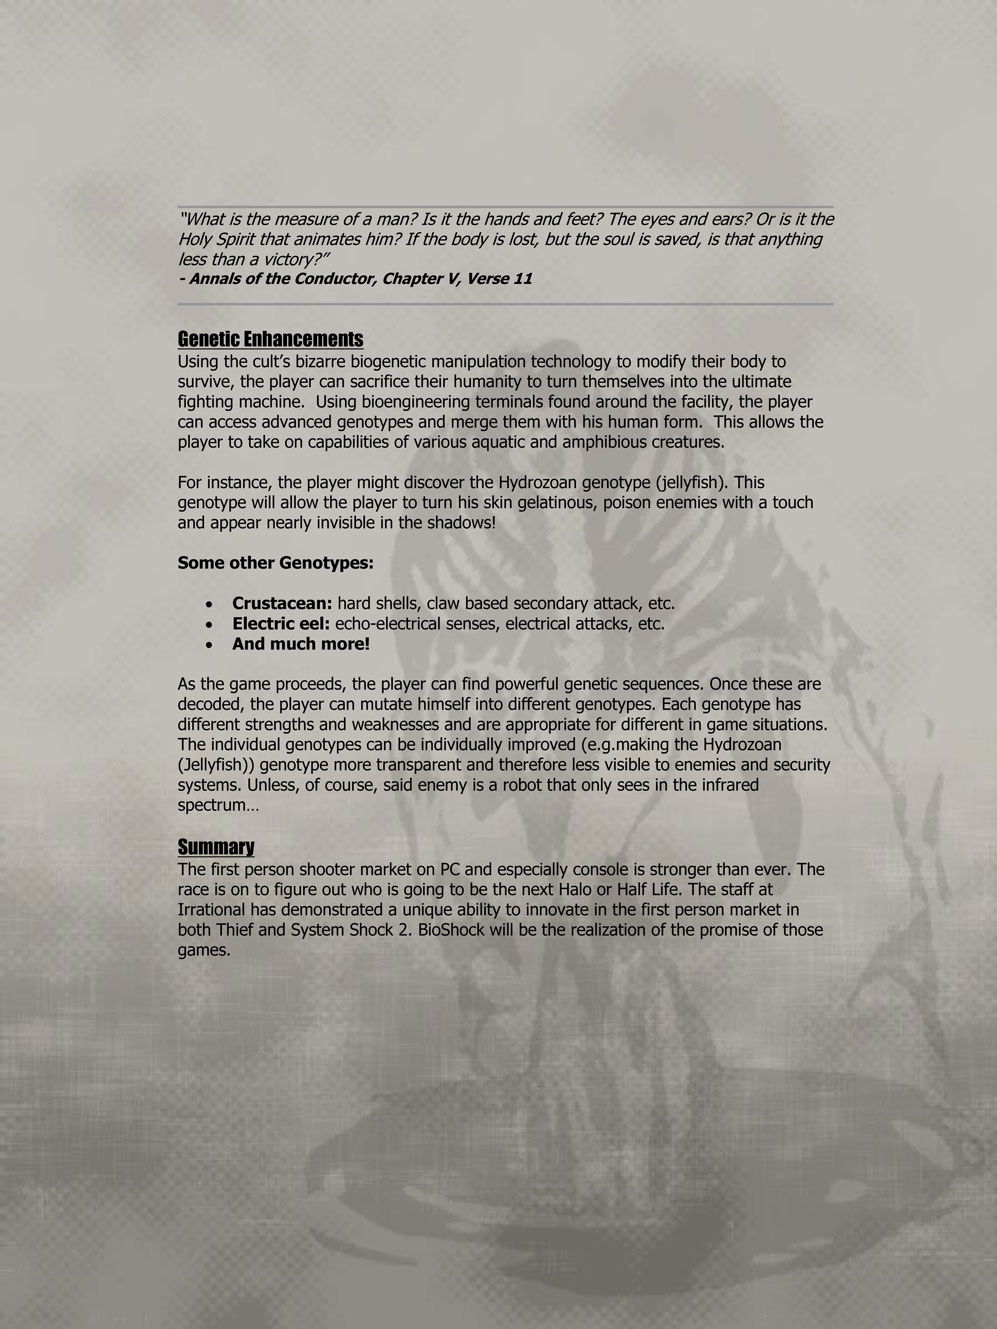 “What is the measure of a man? Is it the hands and feet? The eyes and ears? Or is it the
Holy Spirit that animates him? If the body is lost, but the soul is saved, is that anything
less than a victory?”
- Annals of the Conductor, Chapter V, Verse 11
Genetic Enhancements
Using the cult’s bizarre biogenetic manipulation technology to modify their body to
survive, the player can sacrifice their humanity to turn themselves into the ultimate
fighting machine.  Using bioengineering terminals found around the facility, the player
can access advanced genotypes and merge them with his human form.  This allows the
player to take on capabilities of various aquatic and amphibious creatures.
For instance, the player might discover the Hydrozoan genotype (jellyfish). This
genotype will allow the player to turn his skin gelatinous, poison enemies with a touch
and appear nearly invisible in the shadows!
Some other Genotypes:
• Crustacean: hard shells, claw based secondary attack, etc.
• Electric eel: echo-electrical senses, electrical attacks, etc.
• And much more!
As the game proceeds, the player can find powerful genetic sequences. Once these are
decoded, the player can mutate himself into different genotypes. Each genotype has
different strengths and weaknesses and are appropriate for different in game situations.
The individual genotypes can be individually improved (e.g.making the Hydrozoan
(Jellyfish)) genotype more transparent and therefore less visible to enemies and security
systems. Unless, of course, said enemy is a robot that only sees in the infrared
spectrum…
Summary
The first person shooter market on PC and especially console is stronger than ever. The
race is on to figure out who is going to be the next Halo or Half Life. The staff at
Irrational has demonstrated a unique ability to innovate in the first person market in
both Thief and System Shock 2. BioShock will be the realization of the promise of those
games.